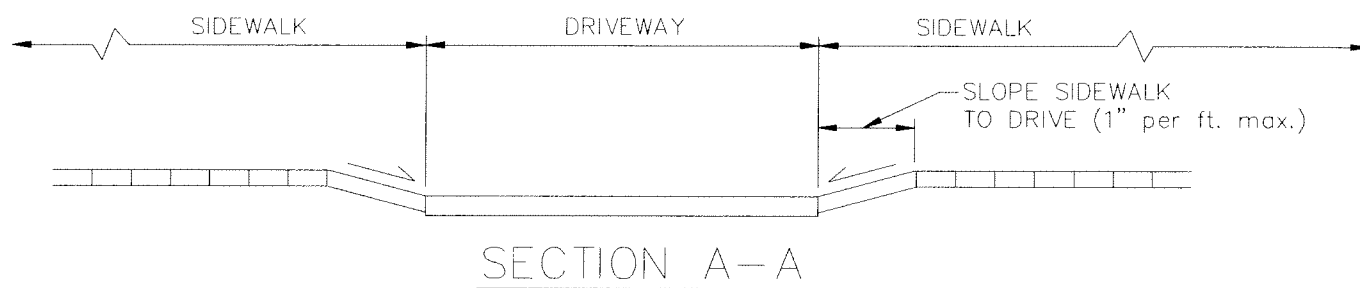 SIDEWALK
DRIVEWAY
SIDEWALK
SLOPE SIDEWALK
TO DRIVE (1" per ft. max.)
SECTION A-A